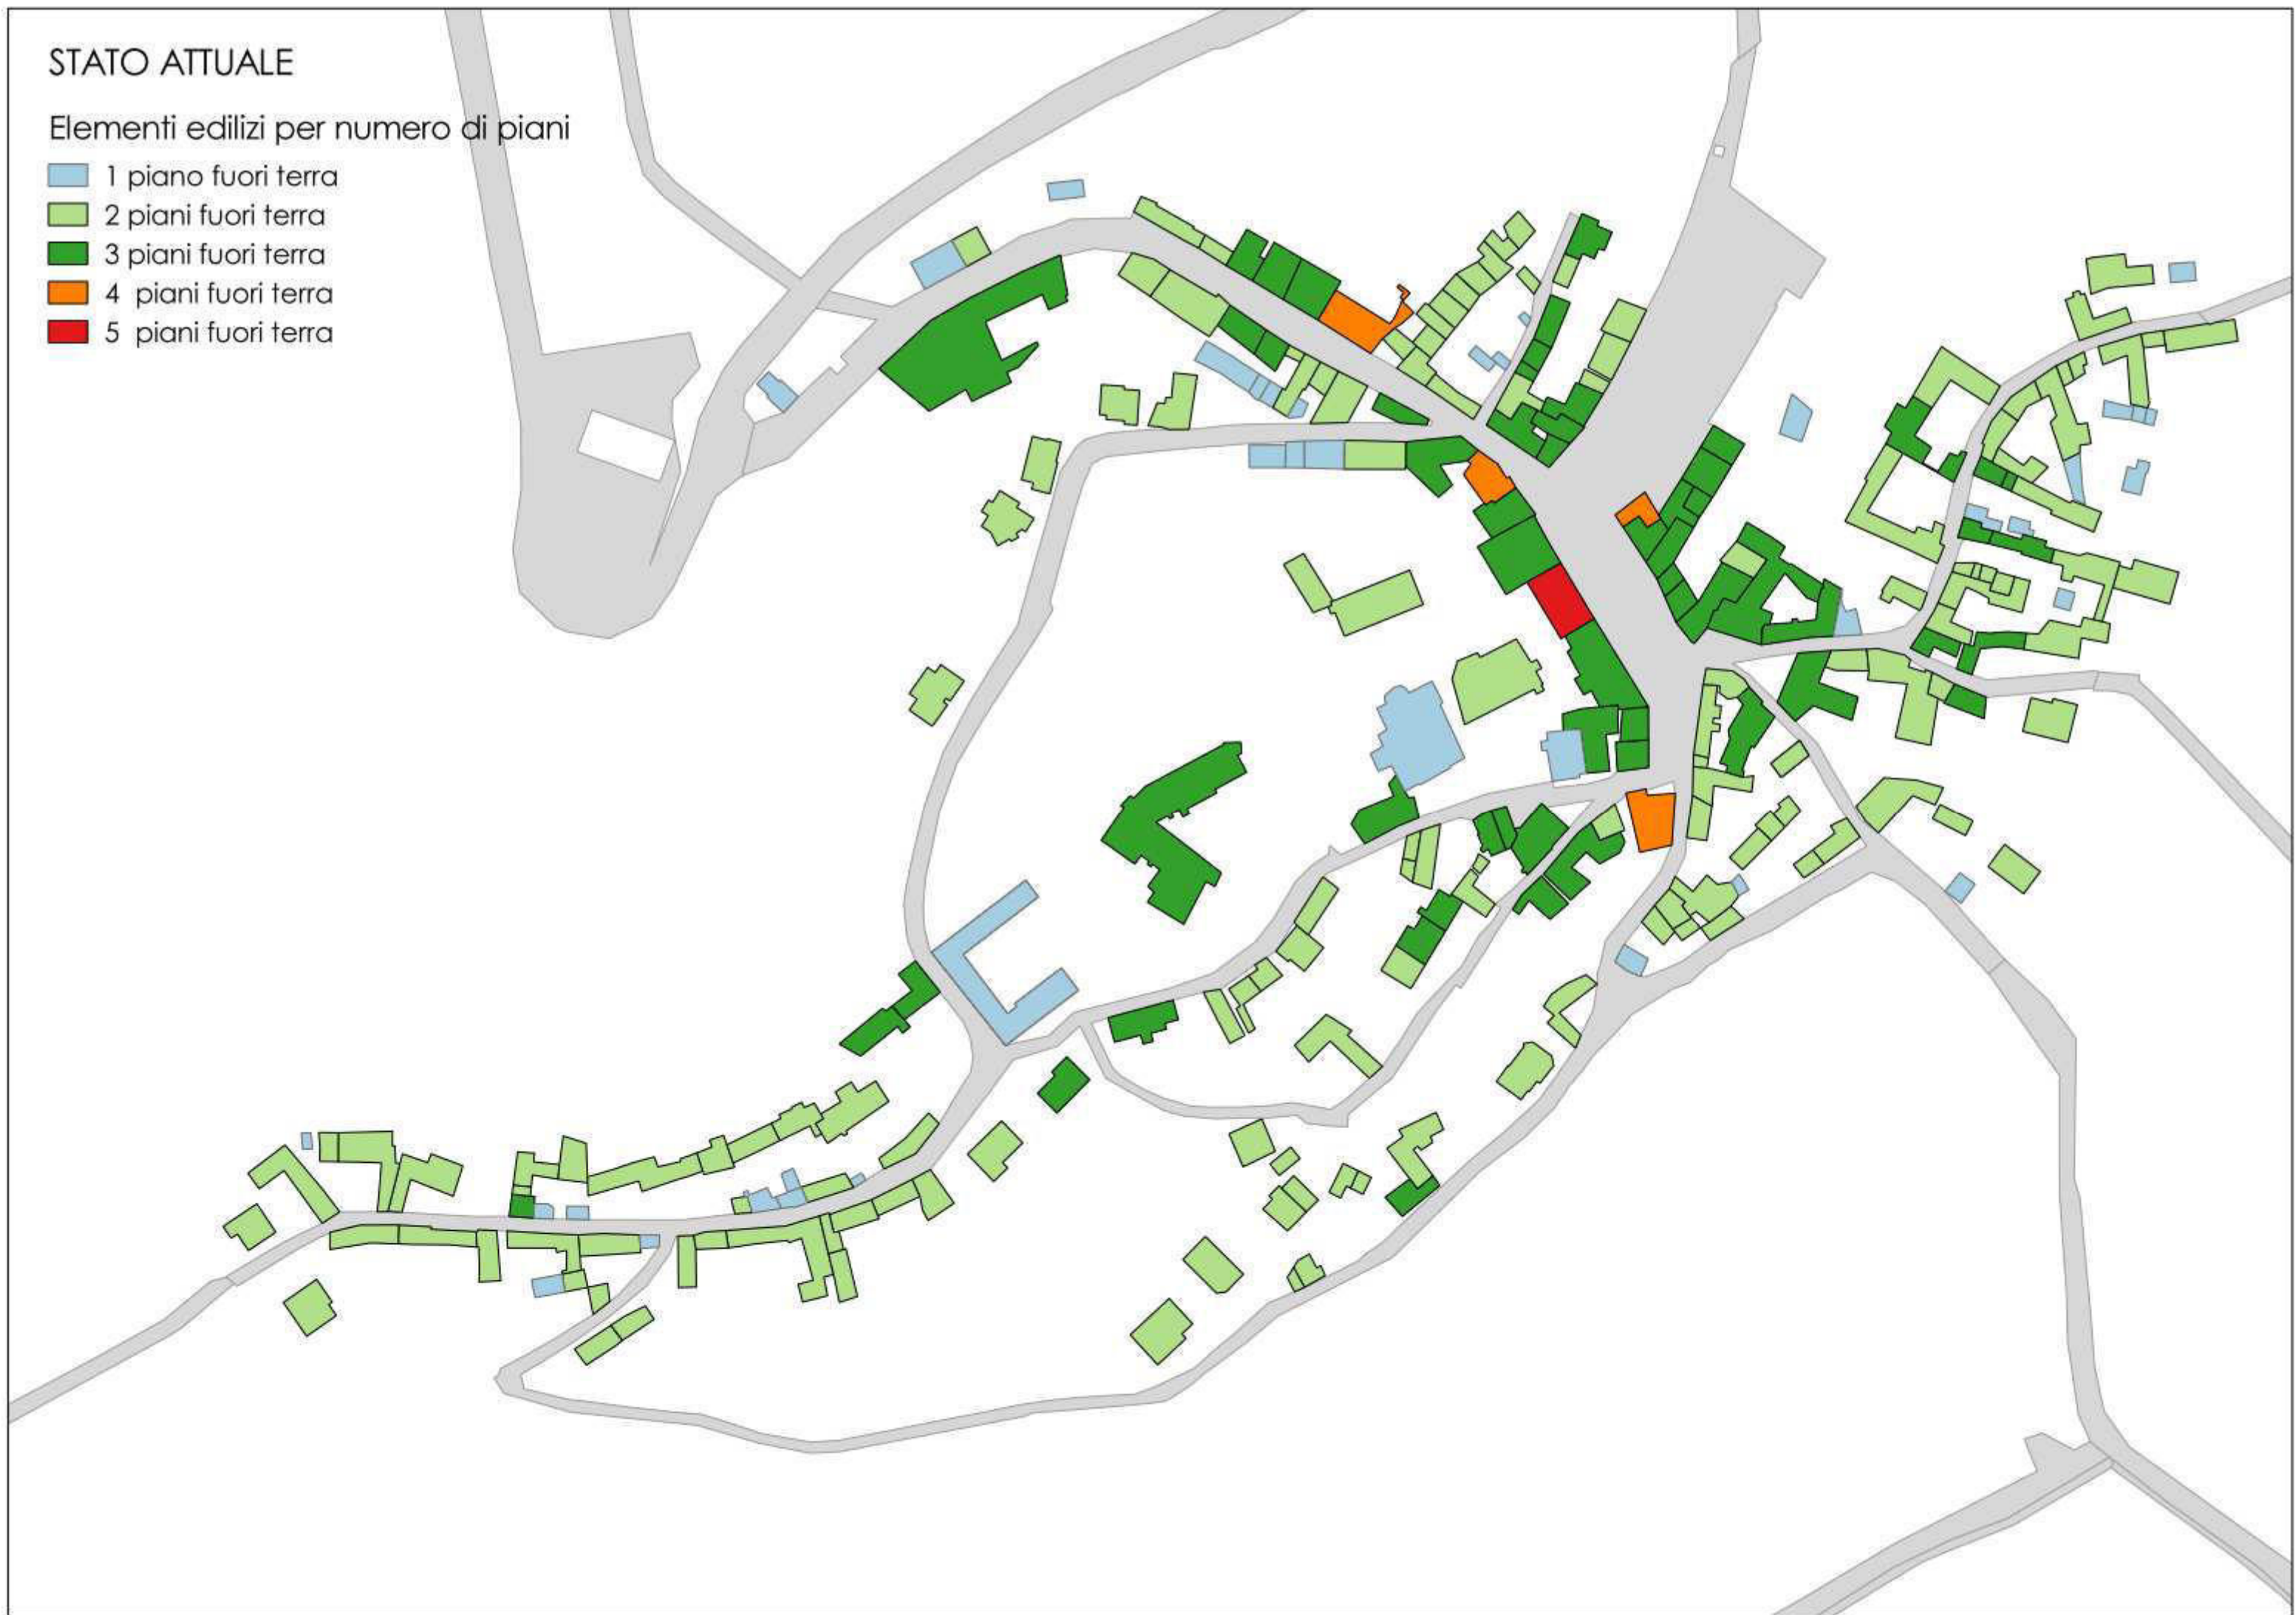 STATO ATTUALE
Elementi edilizi per numero di piani
1 piano fuori terra
2 piani fuori terra
3 piani fuori terra
4 piani fuori terra
5 piani fuori terra